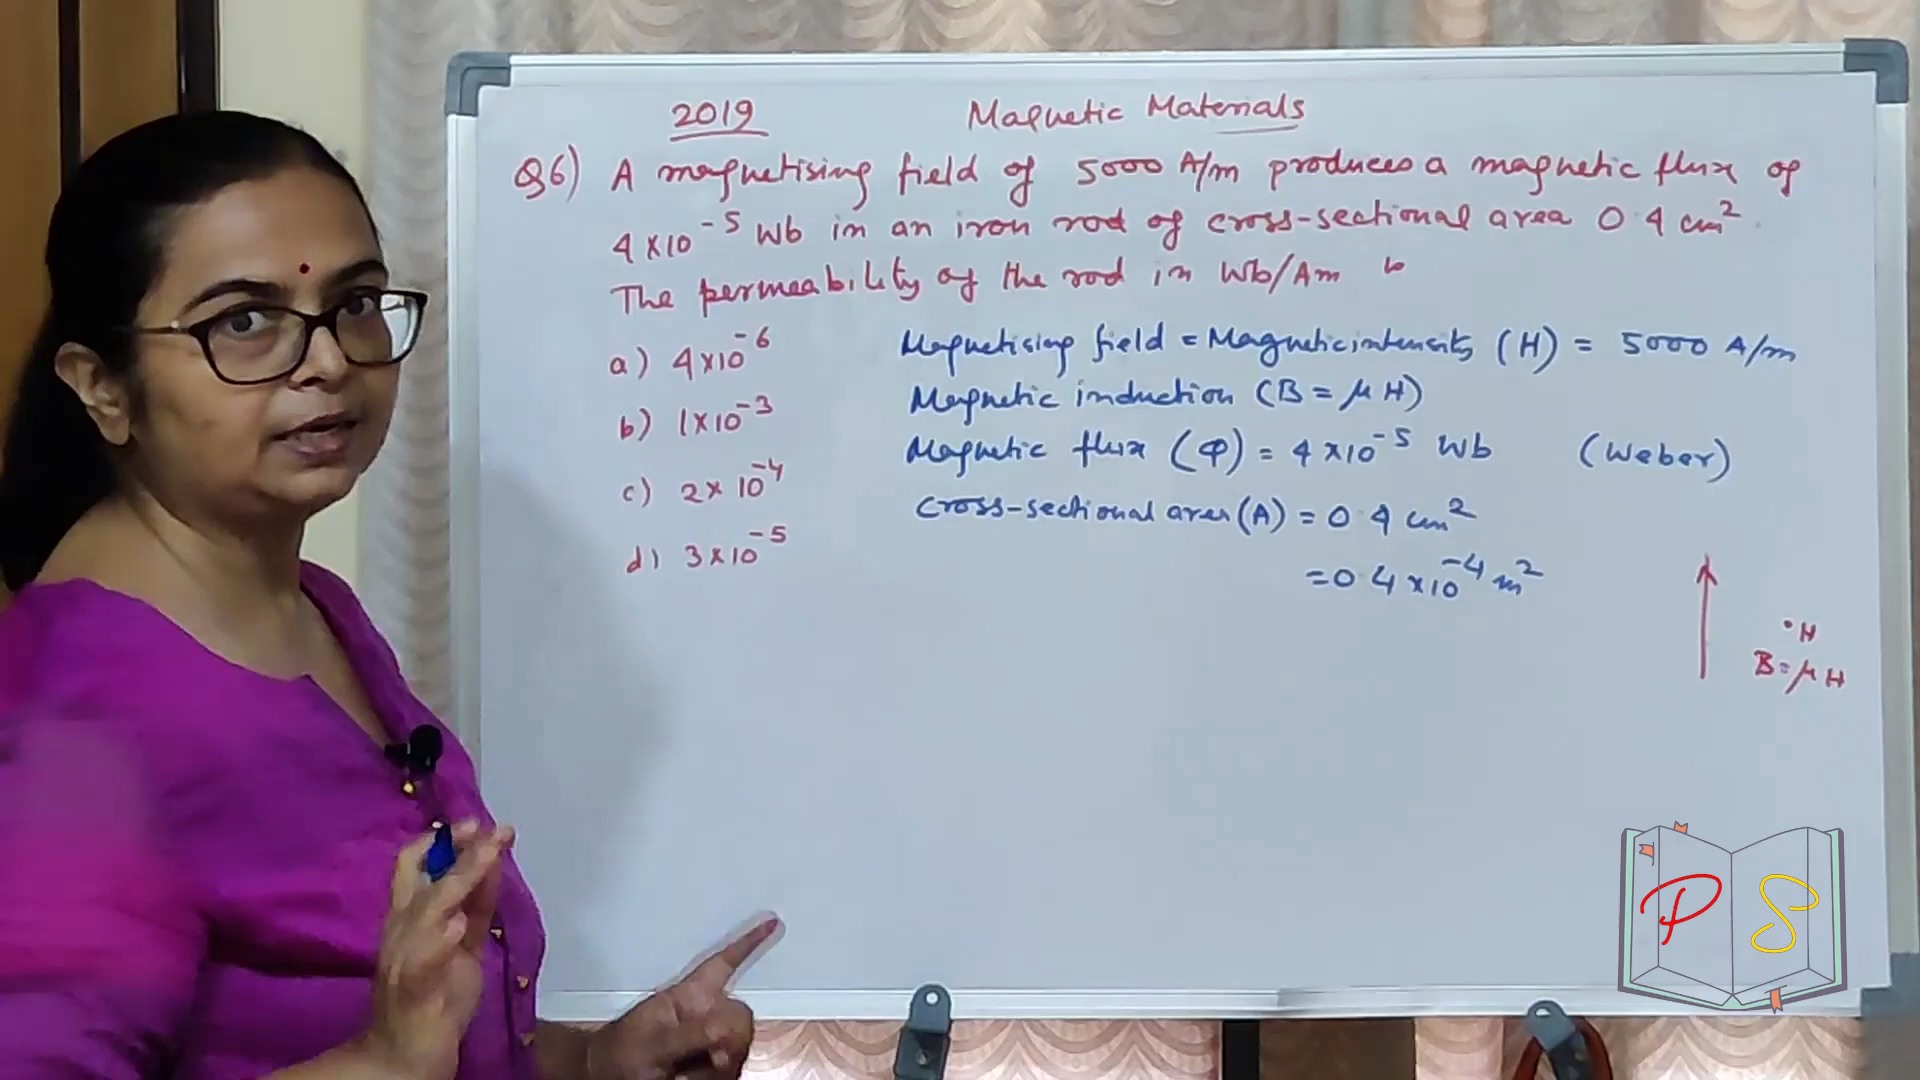 2019 Magnetic Materials
Q6) A magnetising field of 5000 A/m produces a magnetic flux of
4×10⁻⁵ Wb in an iron rod of cross-sectional area 0.4 cm².
The permeability of the rod in Wb/Am is
a) 4×10⁻⁶
b) 1×10⁻³
c) 2×10⁻⁴
d) 3×10⁻⁵
Magnetising field = Magnetic intensity (H) = 5000 A/m
Magnetic induction (B = μH)
Magnetic flux (Φ) = 4×10⁻⁵ Wb (Weber)
Cross-sectional area (A) = 0.4 cm²
= 0.4×10⁻⁴ m²
H
B = μH
P S